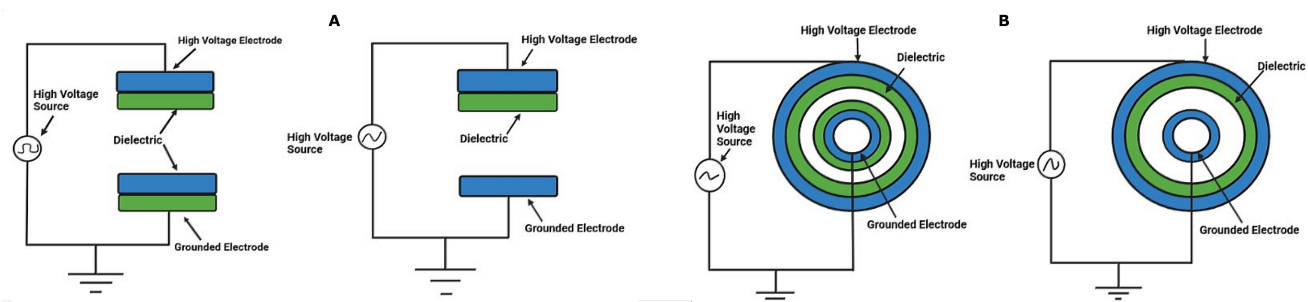 A
High Voltage Electrode
High Voltage
Source
Dielectric
Grounded Electrode
High Voltage Electrode
High Voltage
Source
Dielectric
Grounded Electrode
B
High Voltage Electrode
Dielectric
High
Voltage
Source
Grounded Electrode
High Voltage Electrode
Dielectric
High Voltage
Source
Grounded Electrode